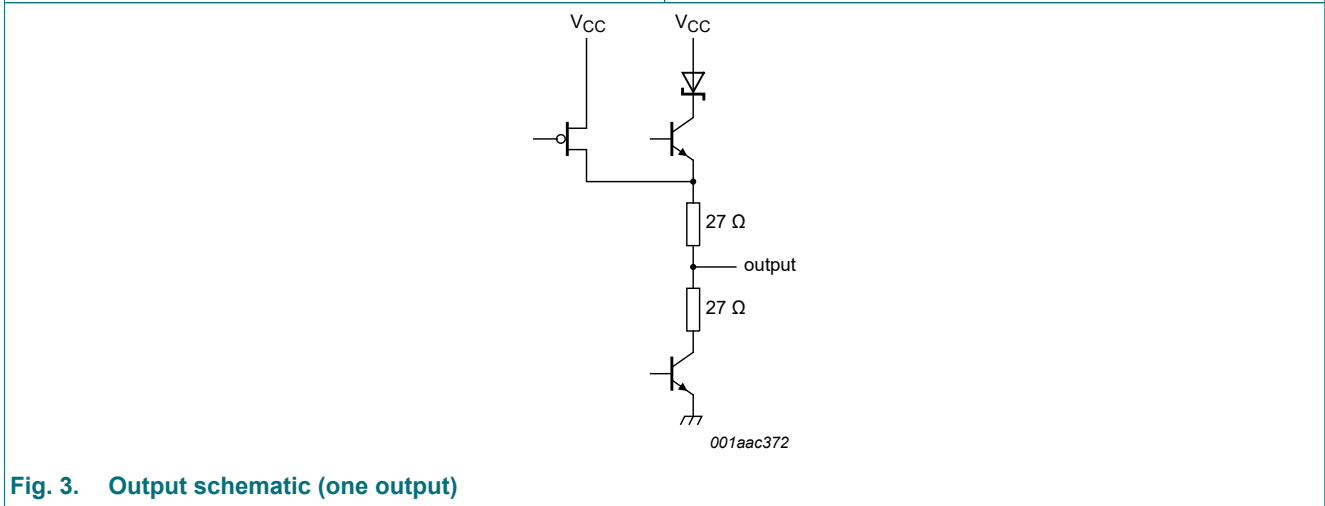 VCC VCC
27 Ω
output
27 Ω
001aac372
Fig. 3. Output schematic (one output)